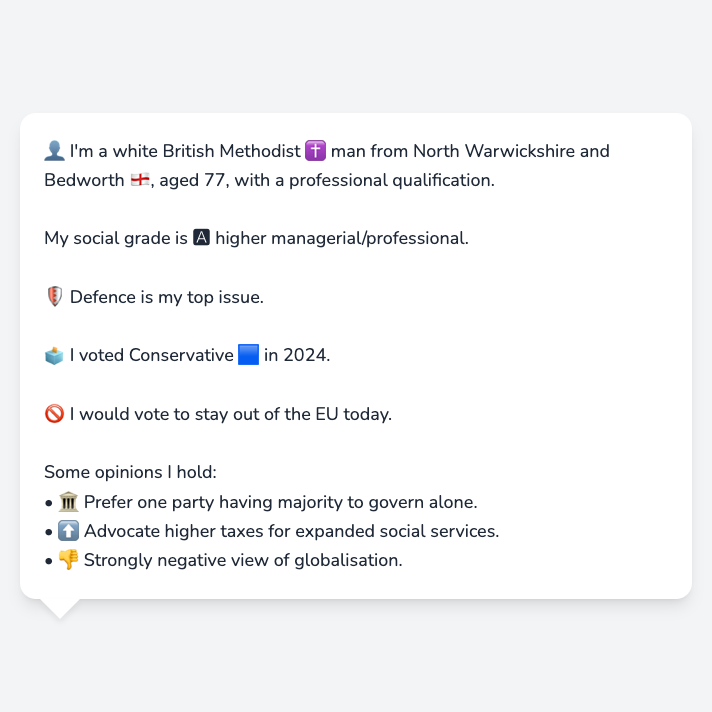 👤 I'm a white British Methodist ✝️ man from North Warwickshire and
Bedworth 🏴󠁧󠁢󠁥󠁮󠁧󠁿, aged 77, with a professional qualification.
My social grade is 🅰 higher managerial/professional.
🛡️ Defence is my top issue.
🗳️ I voted Conservative 🟦 in 2024.
🚫 I would vote to stay out of the EU today.
Some opinions I hold:
• 🏛️ Prefer one party having majority to govern alone.
• ⬆️ Advocate higher taxes for expanded social services.
• 👎 Strongly negative view of globalisation.